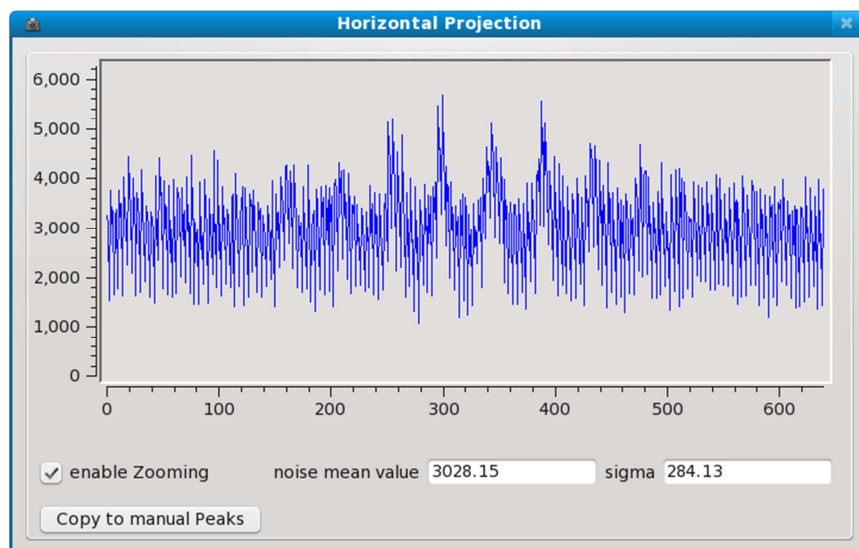 Horizontal Projection
6,000
5,000
4,000
3,000
2,000
1,000
0
0 100 200 300 400 500 600
enable Zooming noise mean value 3028.15 sigma 284.13
Copy to manual Peaks